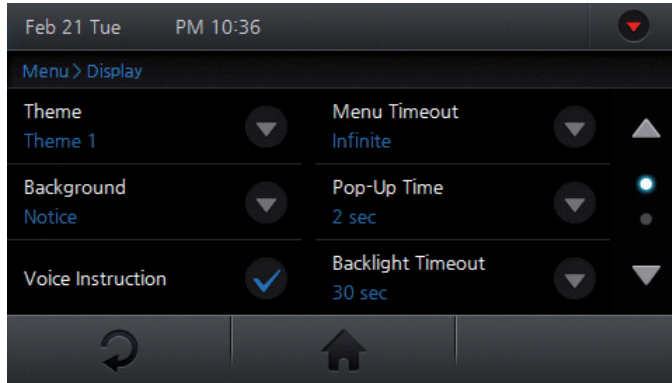 Feb 21 Tue PM 10:36
Menu > Display
Theme
Theme 1
Menu Timeout
Infinite
Background
Notice
Pop-Up Time
2 sec
Voice Instruction
Backlight Timeout
30 sec